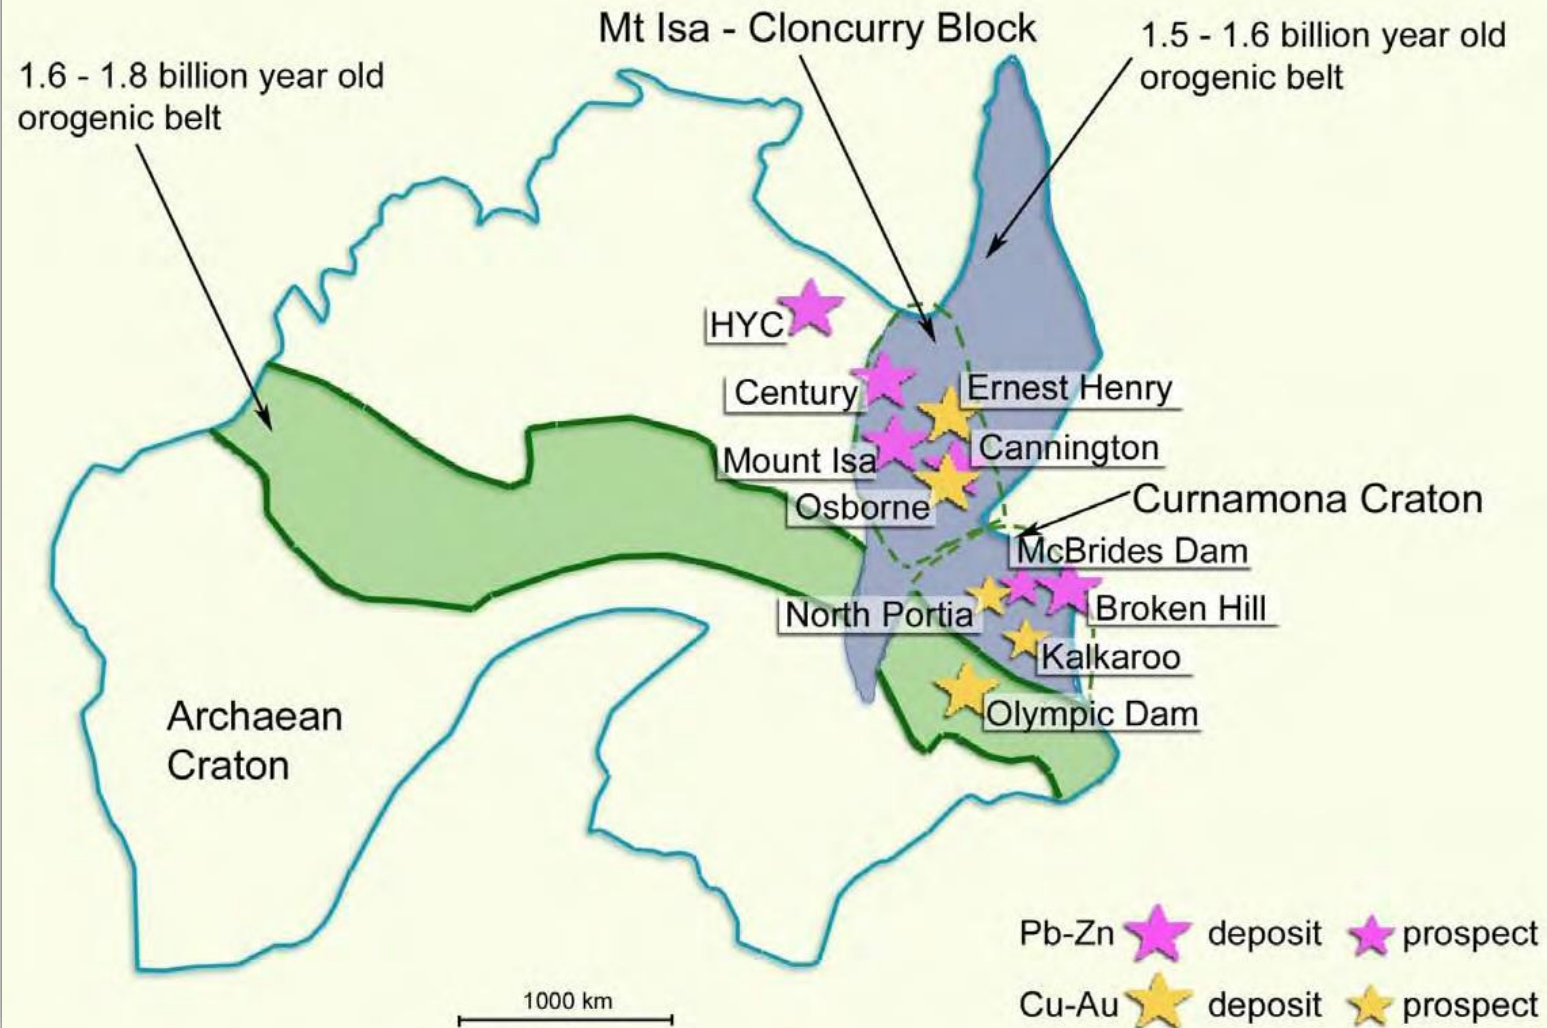 Mt Isa - Cloncurry Block
1.5 - 1.6 billion year old
orogenic belt
1.6 - 1.8 billion year old
orogenic belt
HYC
Century
Ernest Henry
Mount Isa
Cannington
Osborne
Curnamona Craton
McBrides Dam
North Portia
Broken Hill
Kalkaroo
Olympic Dam
Archaean
Craton
Pb-Zn deposit prospect
Cu-Au deposit prospect
1000 km